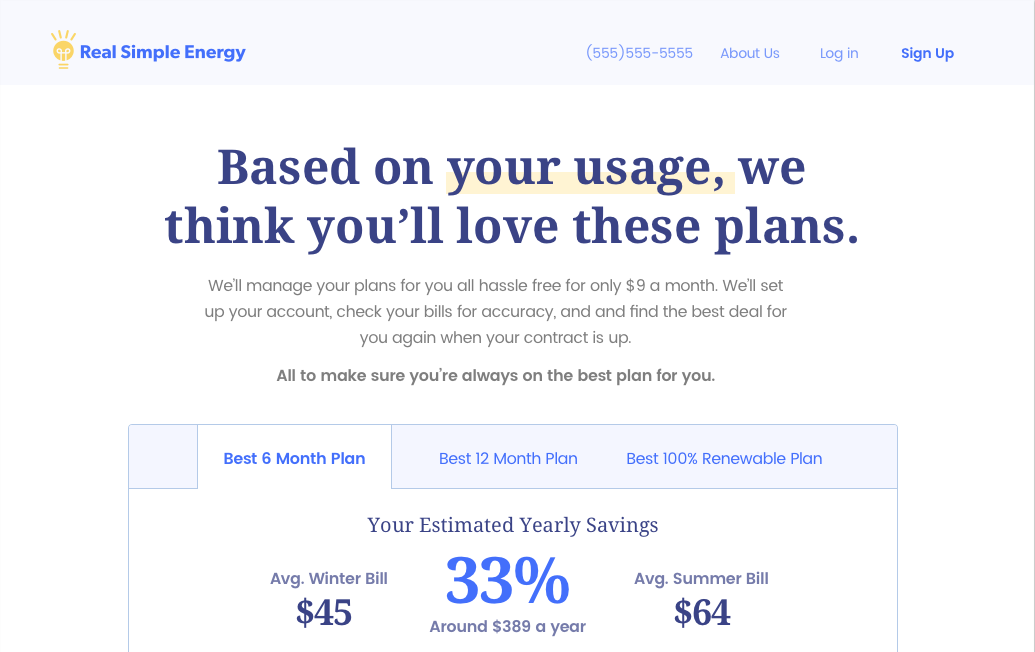 Real Simple Energy
(555)555-5555 About Us Log in Sign Up
Based on your usage, we
think you’ll love these plans.
We'll manage your plans for you all hassle free for only $9 a month. We'll set
up your account, check your bills for accuracy, and and find the best deal for
you again when your contract is up.
All to make sure you're always on the best plan for you.
Best 6 Month Plan Best 12 Month Plan Best 100% Renewable Plan
Your Estimated Yearly Savings
Avg. Winter Bill 33% Avg. Summer Bill
$45 $64
Around $389 a year